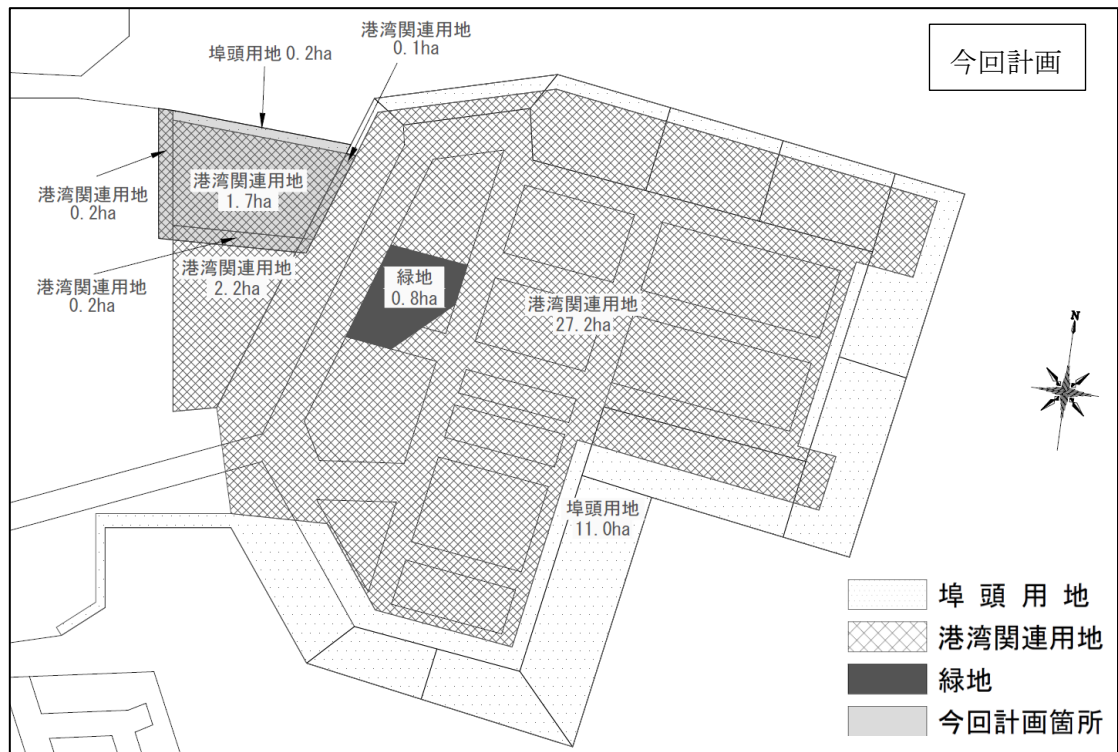 今回計画
港湾関連用地
0.1ha
埠頭用地 0.2ha
港湾関連用地
0.2ha
港湾関連用地
1.7ha
港湾関連用地
0.2ha
港湾関連用地
2.2ha
緑地
0.8ha
港湾関連用地
27.2ha
N
埠頭用地
11.0ha
埠頭用地
港湾関連用地
緑地
今回計画箇所